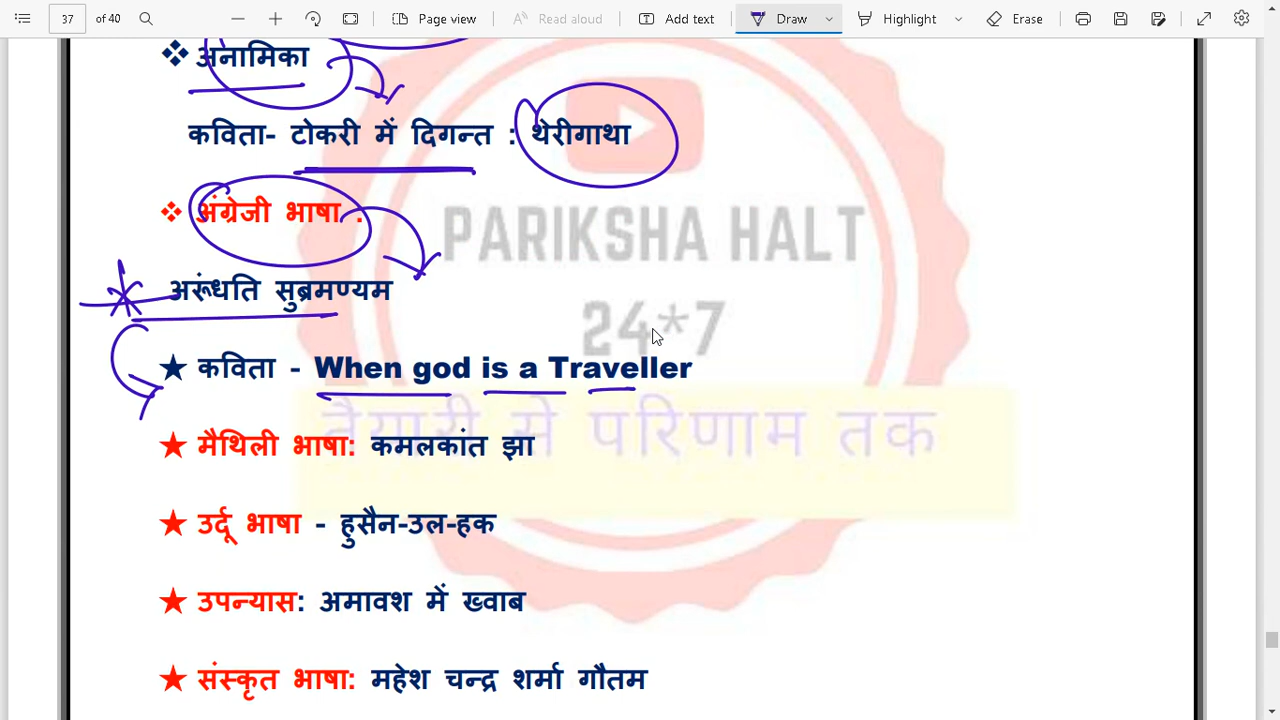 37 of 40 Page view Read aloud Add text Draw Highlight Erase
❖ अनामिका
कविता- टोकरी में दिगन्त : थेरीगाथा
❖ अंग्रेजी भाषा :
अरूंधति सुब्रमण्यम
PARIKSHA HALT
24*7
★ कविता - When god is a Traveller
तैयारी से परिणाम तक
★ मैथिली भाषा: कमलकांत झा
★ उर्दू भाषा - हुसैन-उल-हक
★ उपन्यास: अमावश में ख्वाब
★ संस्कृत भाषा: महेश चन्द्र शर्मा गौतम